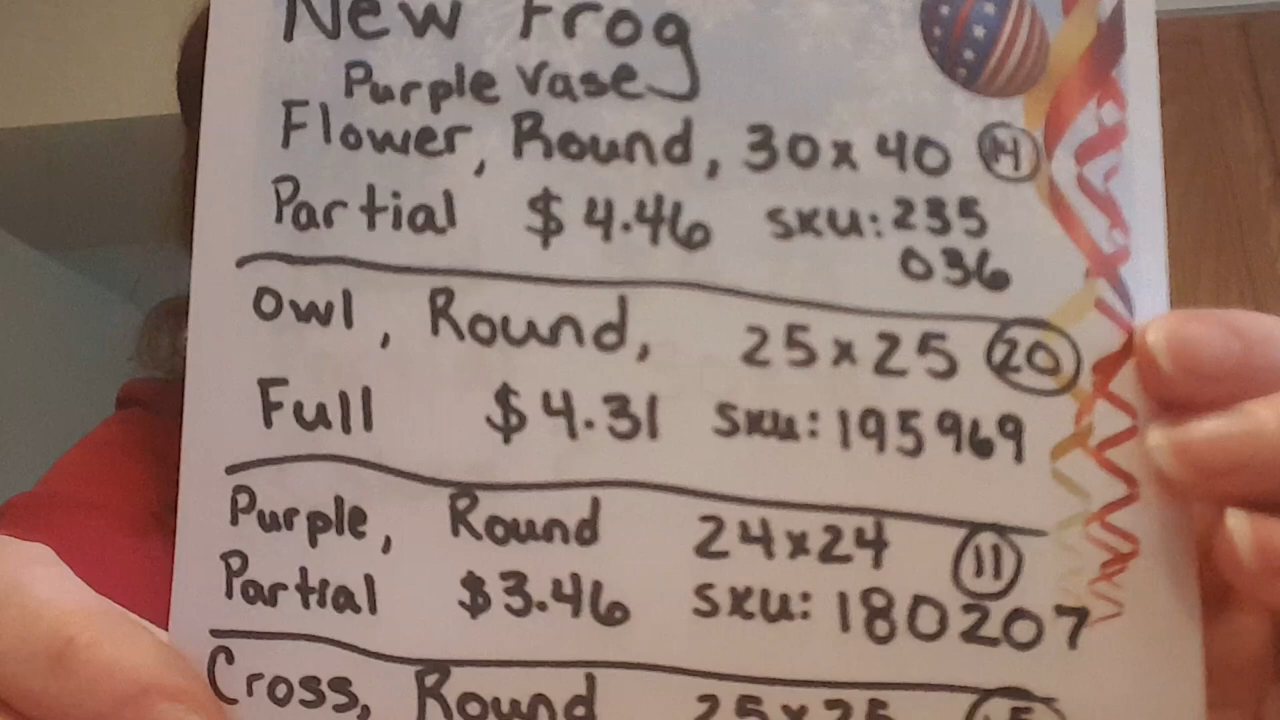 New Frog
Purple Vase
Flower, Round, 30x40 14
Partial $4.46 sku: 235
036
Owl, Round, 25x25 20
Full $4.31 sku: 195969
Purple, Round 24x24 11
Partial $3.46 sku: 180207
Cross, Round 25x25